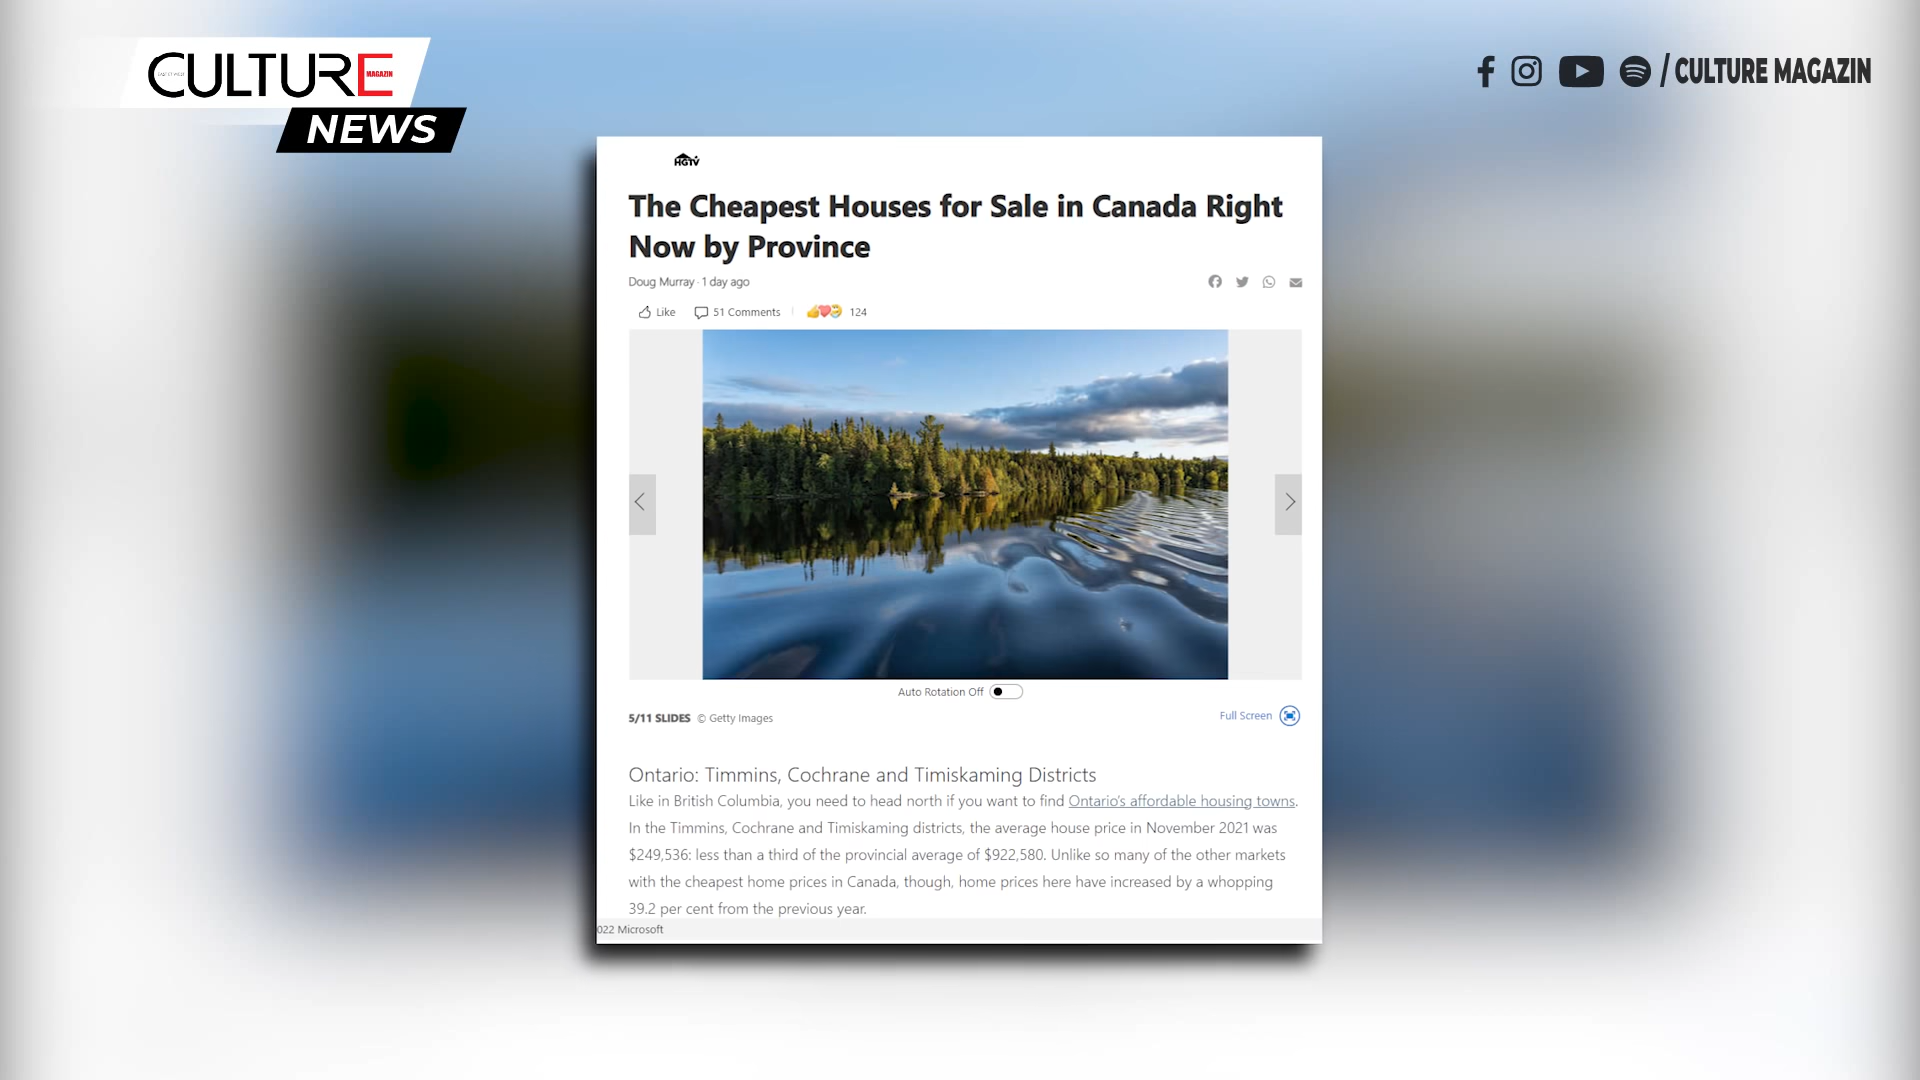 CULTURE
MAGAZIN
NEWS
/ CULTURE MAGAZIN
HGTV
The Cheapest Houses for Sale in Canada Right
Now by Province
Doug Murray · 1 day ago
Like
51 Comments
124
Auto Rotation Off
5/11 SLIDES © Getty Images
Full Screen
Ontario: Timmins, Cochrane and Timiskaming Districts
Like in British Columbia, you need to head north if you want to find Ontario's affordable housing towns.
In the Timmins, Cochrane and Timiskaming districts, the average house price in November 2021 was
$249,536: less than a third of the provincial average of $922,580. Unlike so many of the other markets
with the cheapest home prices in Canada, though, home prices here have increased by a whopping
39.2 per cent from the previous year.
022 Microsoft